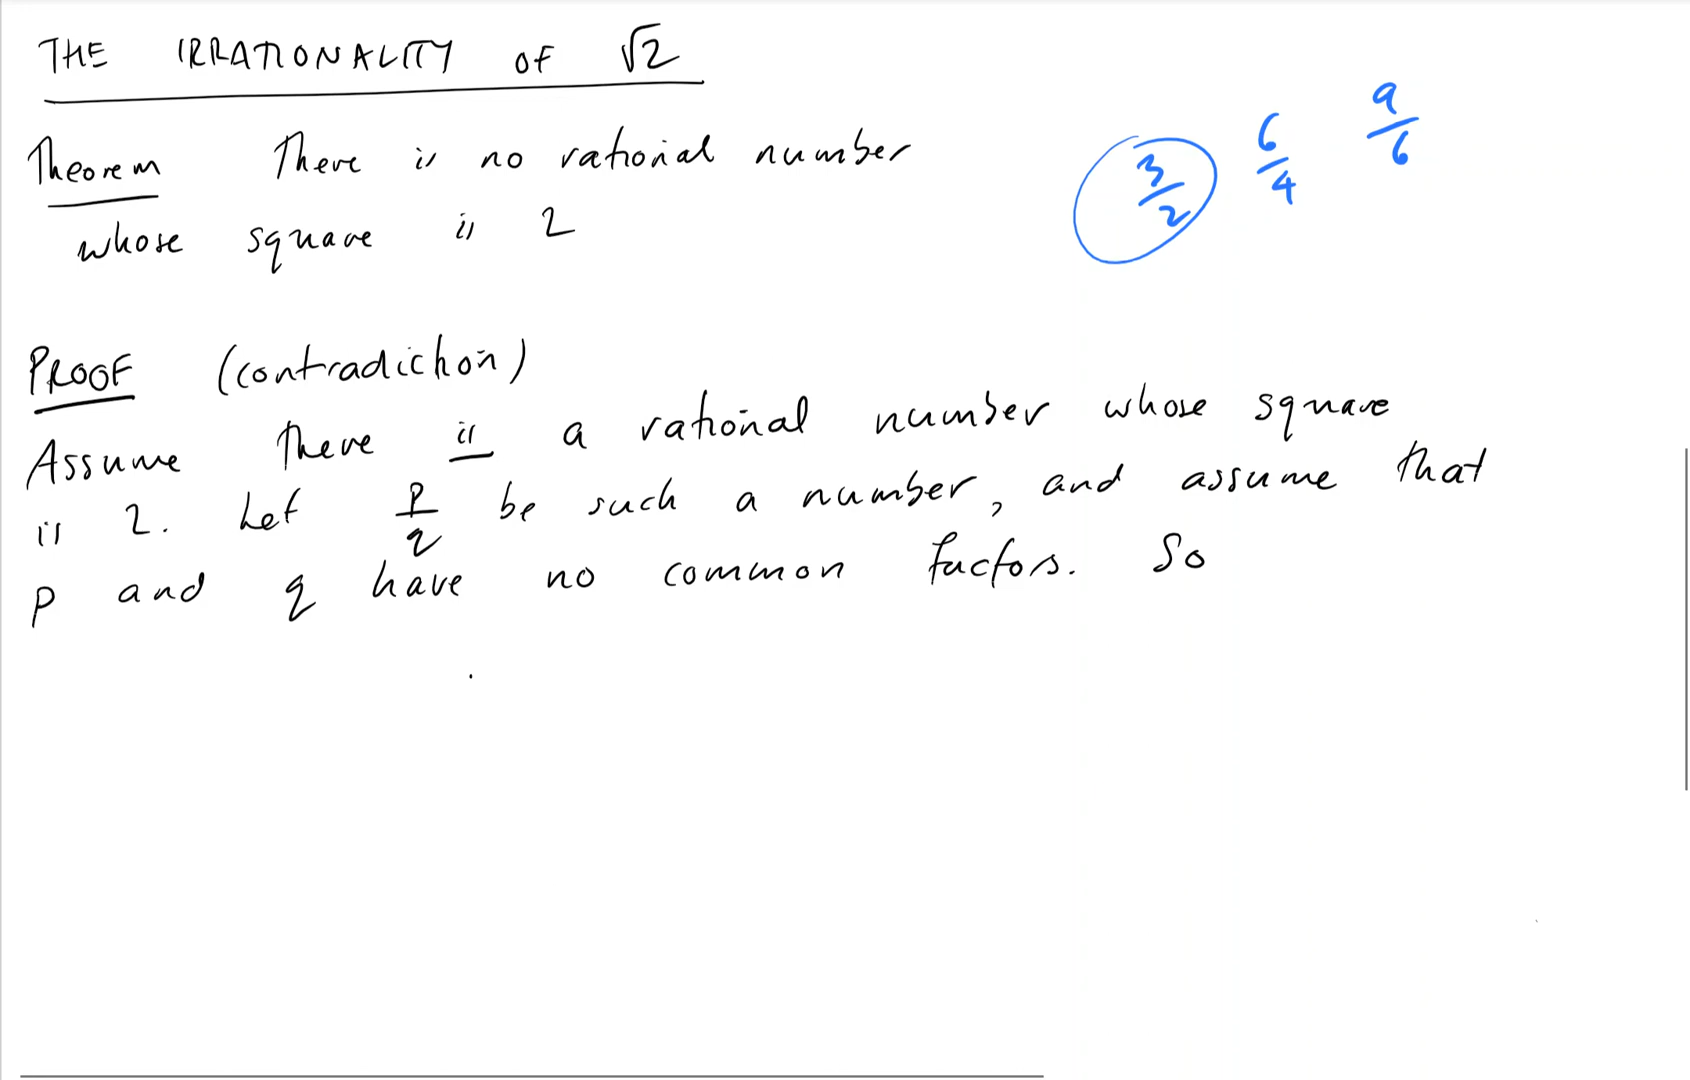 THE IRRATIONALITY OF √2
Theorem There is no rational number
whose square is 2
3/2 6/4 9/6
PROOF (contradiction)
Assume there is a rational number whose square
is 2. Let p/q be such a number, and assume that
p and q have no common factors. So